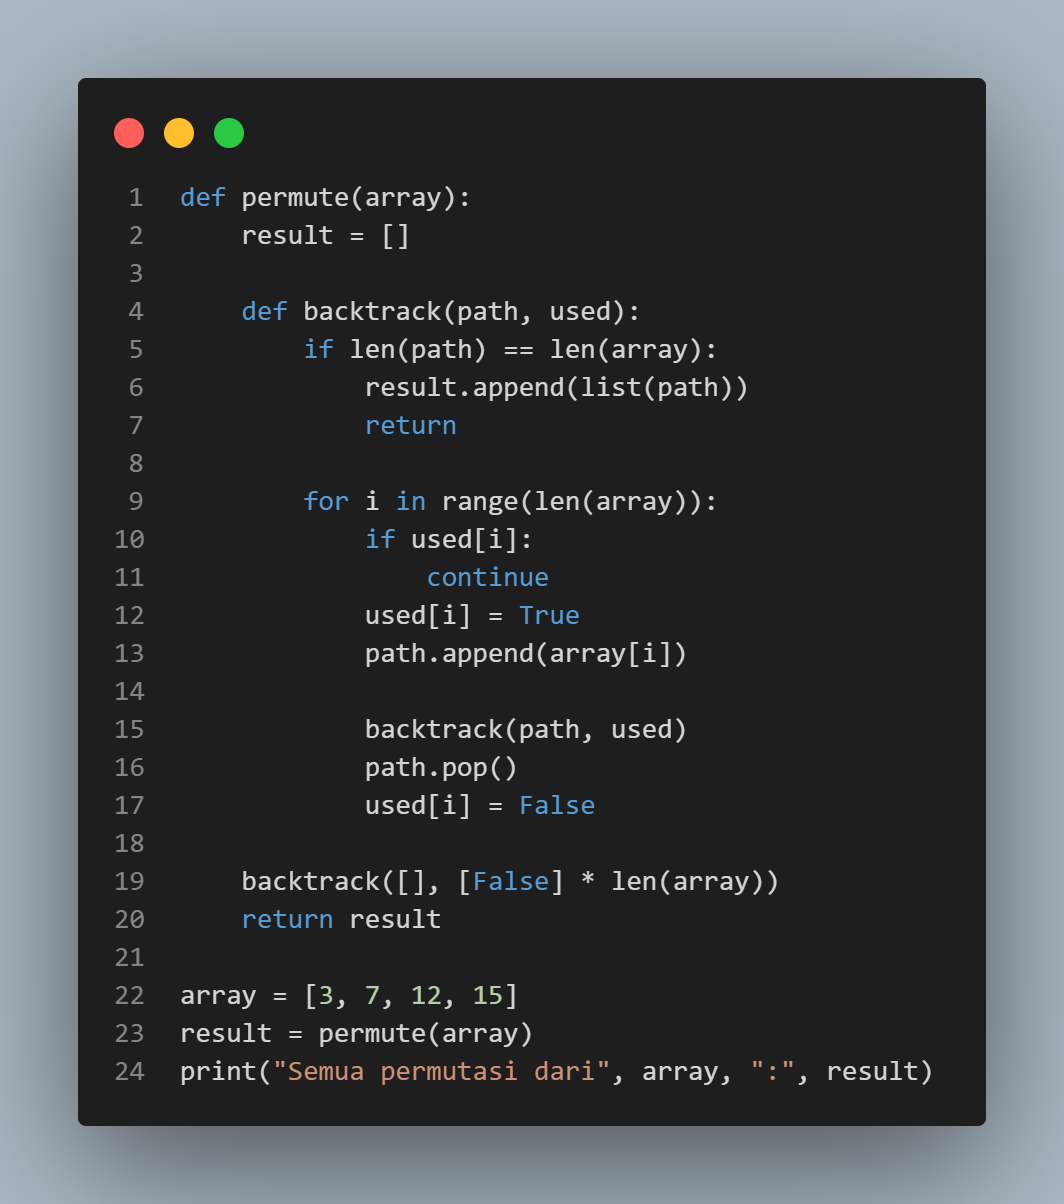 1 def permute(array):
2     result = []
3
4     def backtrack(path, used):
5         if len(path) == len(array):
6             result.append(list(path))
7             return
8
9         for i in range(len(array)):
10             if used[i]:
11                 continue
12             used[i] = True
13             path.append(array[i])
14
15             backtrack(path, used)
16             path.pop()
17             used[i] = False
18
19     backtrack([], [False] * len(array))
20     return result
21
22 array = [3, 7, 12, 15]
23 result = permute(array)
24 print("Semua permutasi dari", array, ":", result)